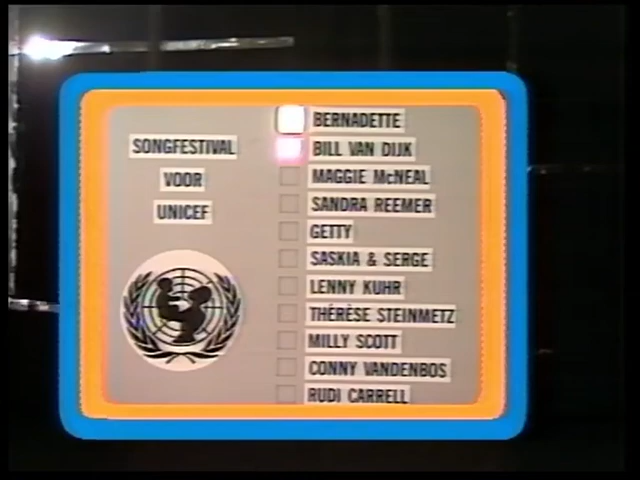 SONGFESTIVAL
VOOR
UNICEF
BERNADETTE
BILL VAN DIJK
MAGGIE McNEAL
SANDRA REEMER
GETTY
SASKIA & SERGE
LENNY KUHR
THÉRÈSE STEINMETZ
MILLY SCOTT
CONNY VANDENBOS
RUDI CARRELL